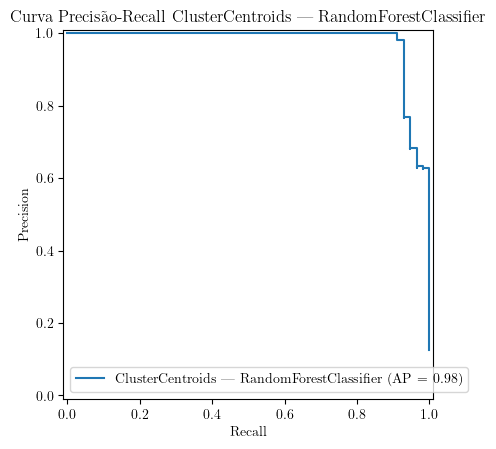 Curva Precisão-Recall ClusterCentroids — RandomForestClassifier
1.0
0.8
0.6
0.4
0.2
0.0
Precision
ClusterCentroids — RandomForestClassifier (AP = 0.98)
0.0 0.2 0.4 0.6 0.8 1.0
Recall